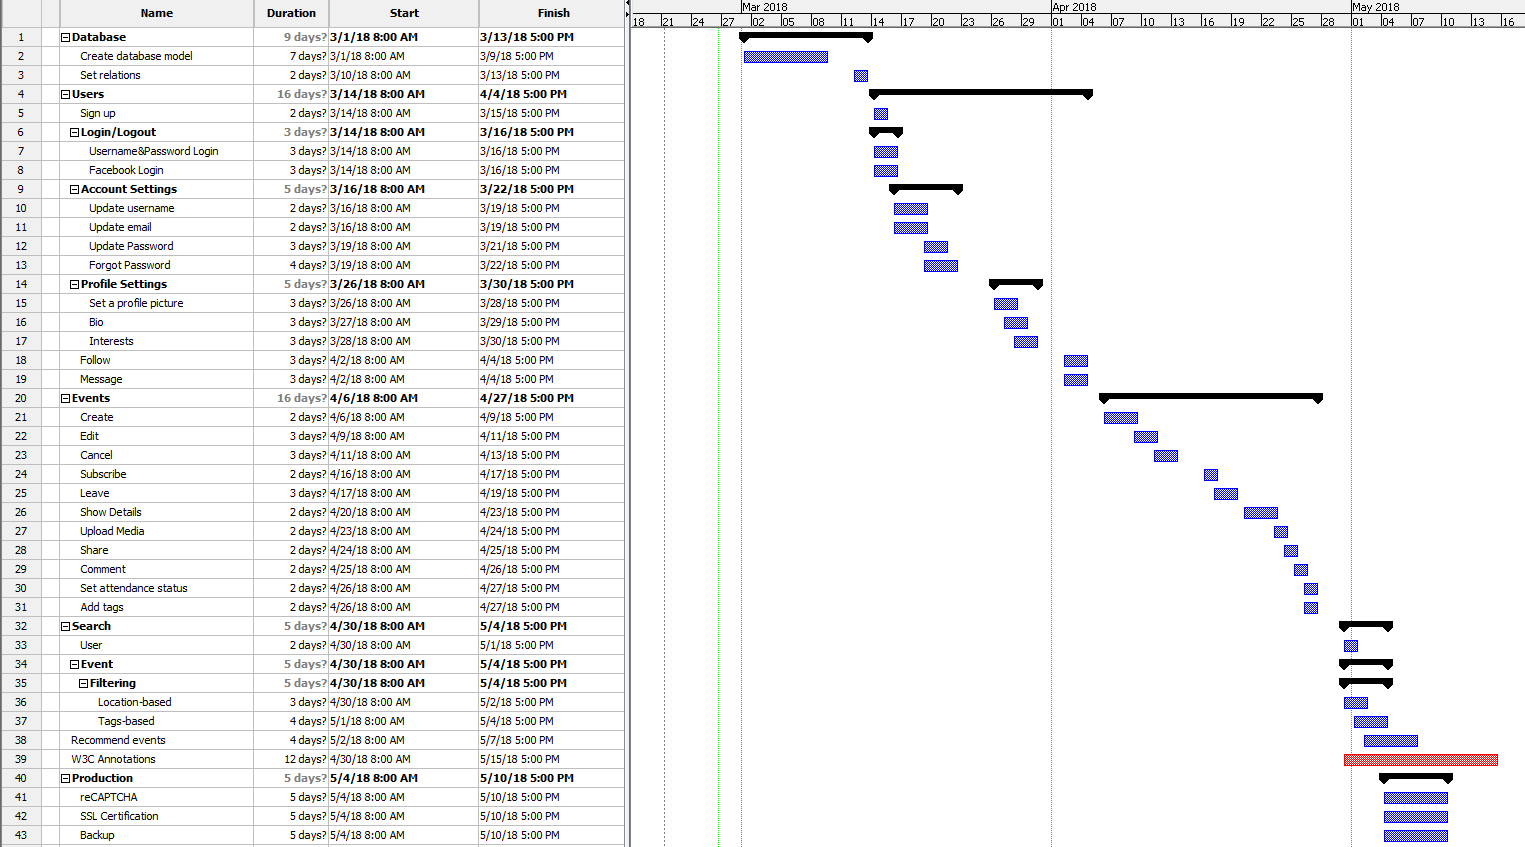 Name Duration Start Finish
Mar 2018 Apr 2018 May 2018
18 21 24 27 02 05 08 11 14 17 20 23 26 29 01 04 07 10 13 16 19 22 25 28 01 04 07 10 13 16
1 Database 9 days? 3/1/18 8:00 AM 3/13/18 5:00 PM
2 Create database model 7 days? 3/1/18 8:00 AM 3/9/18 5:00 PM
3 Set relations 2 days? 3/10/18 8:00 AM 3/13/18 5:00 PM
4 Users 16 days? 3/14/18 8:00 AM 4/4/18 5:00 PM
5 Sign up 2 days? 3/14/18 8:00 AM 3/15/18 5:00 PM
6 Login/Logout 3 days? 3/14/18 8:00 AM 3/16/18 5:00 PM
7 Username&Password Login 3 days? 3/14/18 8:00 AM 3/16/18 5:00 PM
8 Facebook Login 3 days? 3/14/18 8:00 AM 3/16/18 5:00 PM
9 Account Settings 5 days? 3/16/18 8:00 AM 3/22/18 5:00 PM
10 Update username 2 days? 3/16/18 8:00 AM 3/19/18 5:00 PM
11 Update email 2 days? 3/16/18 8:00 AM 3/19/18 5:00 PM
12 Update Password 3 days? 3/19/18 8:00 AM 3/21/18 5:00 PM
13 Forgot Password 4 days? 3/19/18 8:00 AM 3/22/18 5:00 PM
14 Profile Settings 5 days? 3/26/18 8:00 AM 3/30/18 5:00 PM
15 Set a profile picture 3 days? 3/26/18 8:00 AM 3/28/18 5:00 PM
16 Bio 3 days? 3/27/18 8:00 AM 3/29/18 5:00 PM
17 Interests 3 days? 3/28/18 8:00 AM 3/30/18 5:00 PM
18 Follow 3 days? 4/2/18 8:00 AM 4/4/18 5:00 PM
19 Message 3 days? 4/2/18 8:00 AM 4/4/18 5:00 PM
20 Events 16 days? 4/6/18 8:00 AM 4/27/18 5:00 PM
21 Create 2 days? 4/6/18 8:00 AM 4/9/18 5:00 PM
22 Edit 3 days? 4/9/18 8:00 AM 4/11/18 5:00 PM
23 Cancel 3 days? 4/11/18 8:00 AM 4/13/18 5:00 PM
24 Subscribe 2 days? 4/16/18 8:00 AM 4/17/18 5:00 PM
25 Leave 3 days? 4/17/18 8:00 AM 4/19/18 5:00 PM
26 Show Details 2 days? 4/20/18 8:00 AM 4/23/18 5:00 PM
27 Upload Media 2 days? 4/23/18 8:00 AM 4/24/18 5:00 PM
28 Share 2 days? 4/24/18 8:00 AM 4/25/18 5:00 PM
29 Comment 2 days? 4/25/18 8:00 AM 4/26/18 5:00 PM
30 Set attendance status 2 days? 4/26/18 8:00 AM 4/27/18 5:00 PM
31 Add tags 2 days? 4/26/18 8:00 AM 4/27/18 5:00 PM
32 Search 5 days? 4/30/18 8:00 AM 5/4/18 5:00 PM
33 User 2 days? 4/30/18 8:00 AM 5/1/18 5:00 PM
34 Event 5 days? 4/30/18 8:00 AM 5/4/18 5:00 PM
35 Filtering 5 days? 4/30/18 8:00 AM 5/4/18 5:00 PM
36 Location-based 3 days? 4/30/18 8:00 AM 5/2/18 5:00 PM
37 Tags-based 4 days? 5/1/18 8:00 AM 5/4/18 5:00 PM
38 Recommend events 4 days? 5/2/18 8:00 AM 5/7/18 5:00 PM
39 W3C Annotations 12 days? 4/30/18 8:00 AM 5/15/18 5:00 PM
40 Production 5 days? 5/4/18 8:00 AM 5/10/18 5:00 PM
41 reCAPTCHA 5 days? 5/4/18 8:00 AM 5/10/18 5:00 PM
42 SSL Certification 5 days? 5/4/18 8:00 AM 5/10/18 5:00 PM
43 Backup 5 days? 5/4/18 8:00 AM 5/10/18 5:00 PM